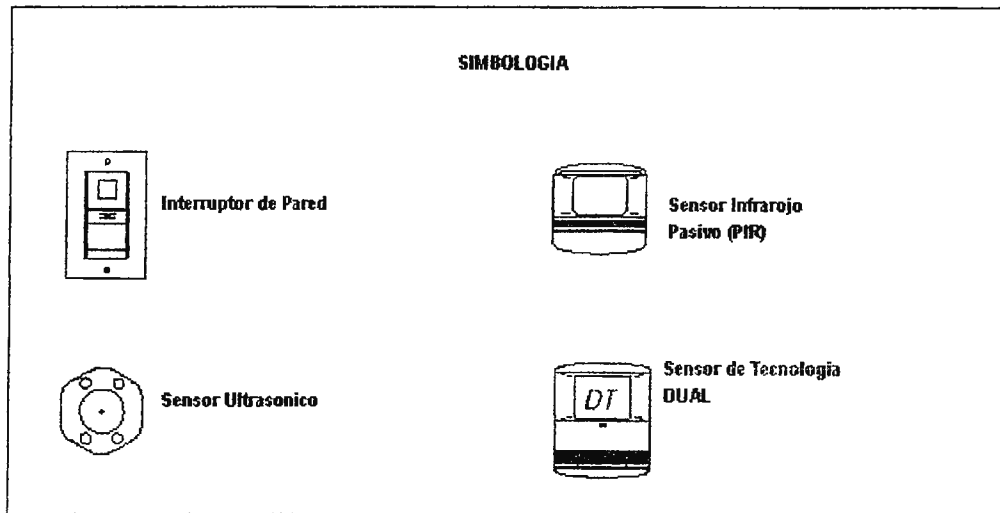 SIMBOLOGIA
Interruptor de Pared
Sensor Infrarojo
Pasivo (PIR)
Sensor Ultrasonico
Sensor de Tecnologia
DUAL
DT